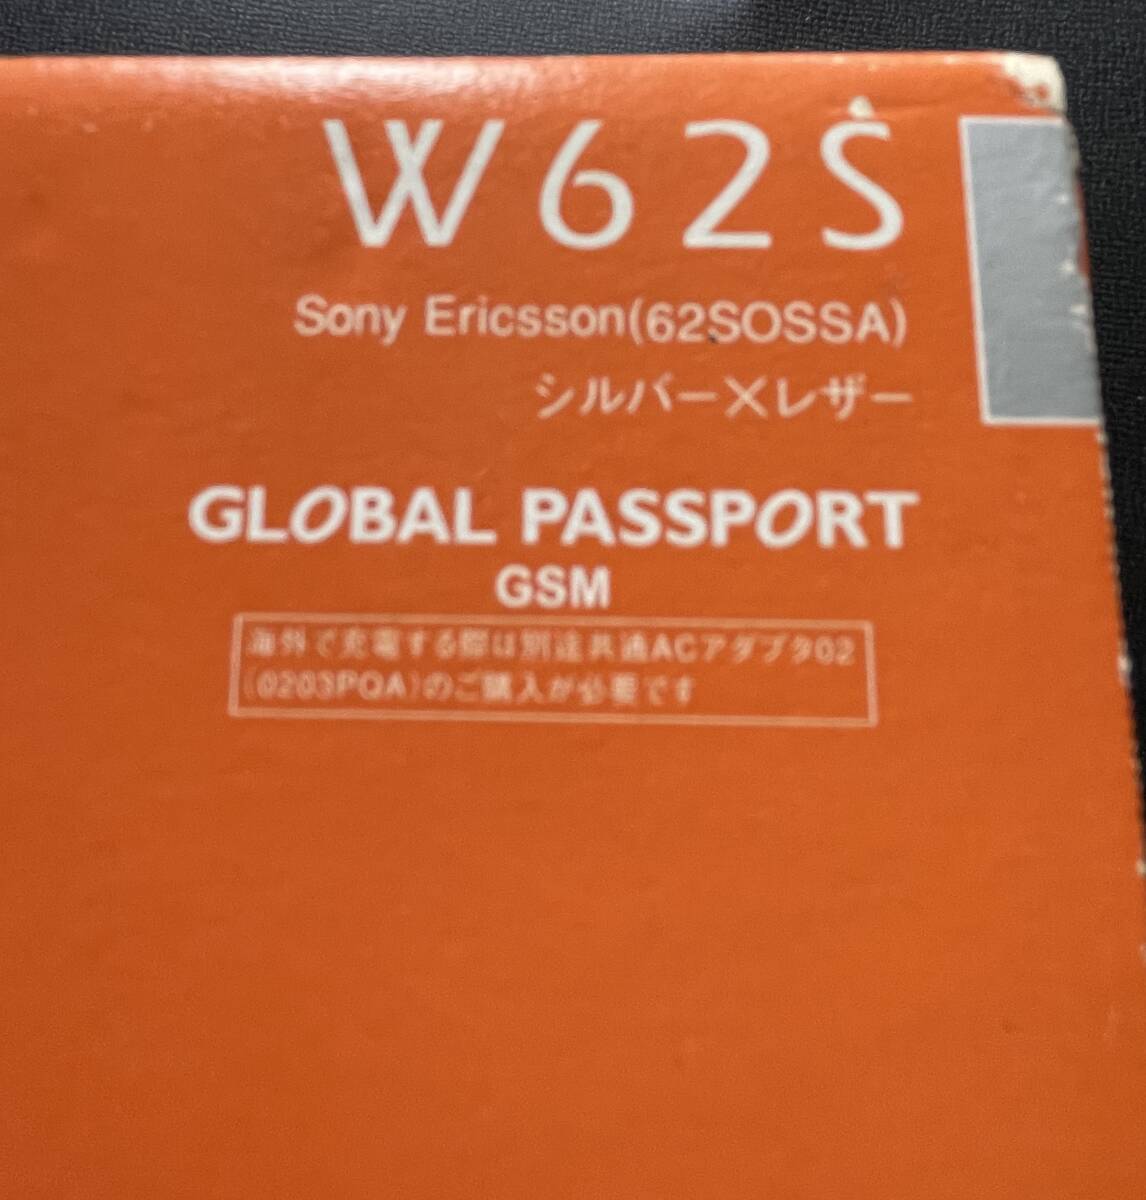 W62S
Sony Ericsson(62SOSSA)
シルバー×レザー
GLOBAL PASSPORT
GSM
海外で充電する際は別途共通ACアダプタ02
(0203PQA)のご購入が必要です